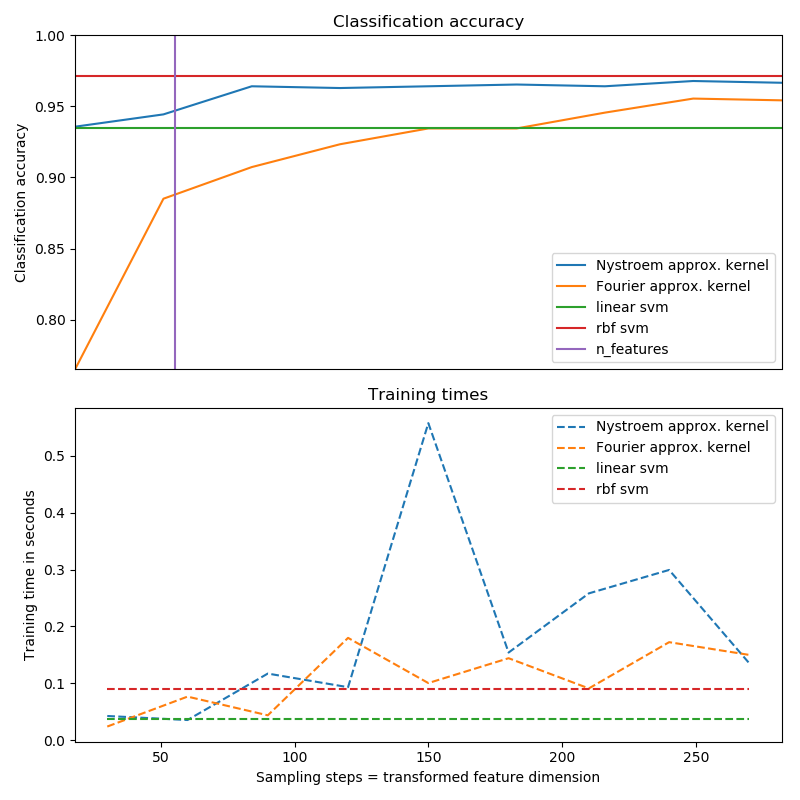 Classification accuracy
1.00
0.95
0.90
0.85
0.80
Classification accuracy
Nystroem approx. kernel
Fourier approx. kernel
linear svm
rbf svm
n_features
Training times
0.5
0.4
0.3
0.2
0.1
0.0
Training time in seconds
Nystroem approx. kernel
Fourier approx. kernel
linear svm
rbf svm
50
100
150
200
250
Sampling steps = transformed feature dimension